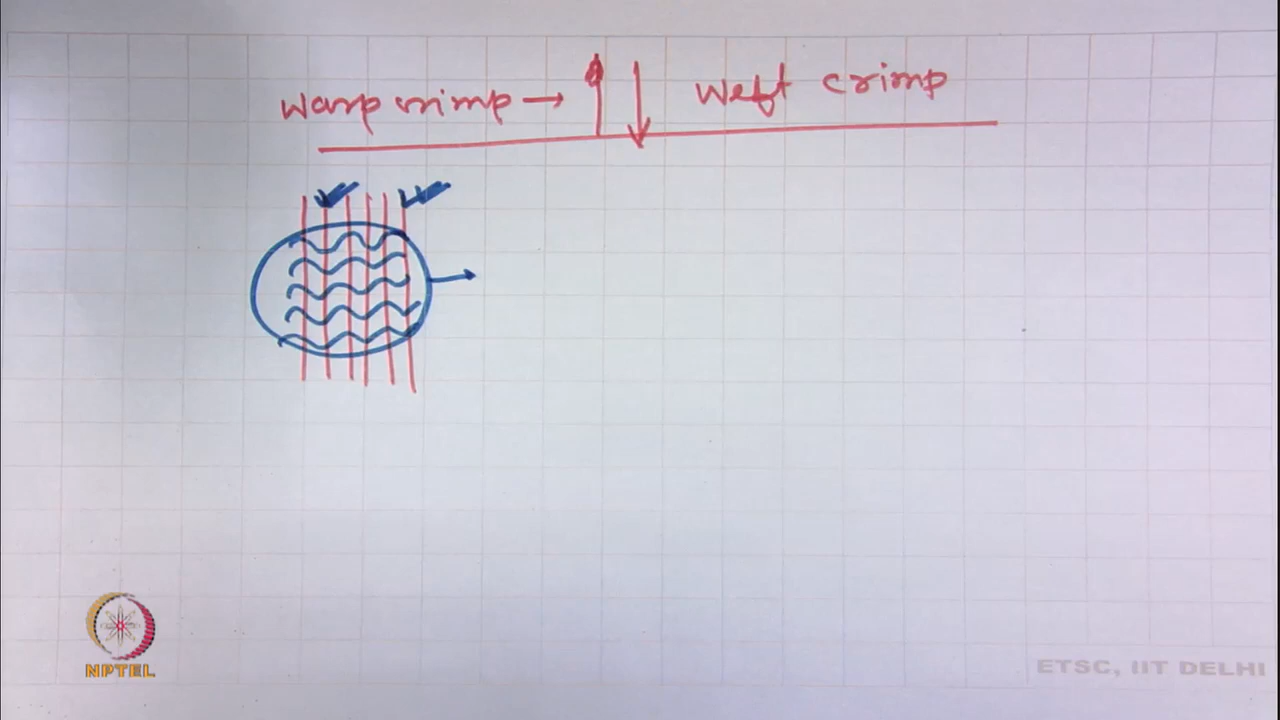 Warp crimp → ↑ ↓ Weft crimp
NPTEL
ETSC, IIT DELHI